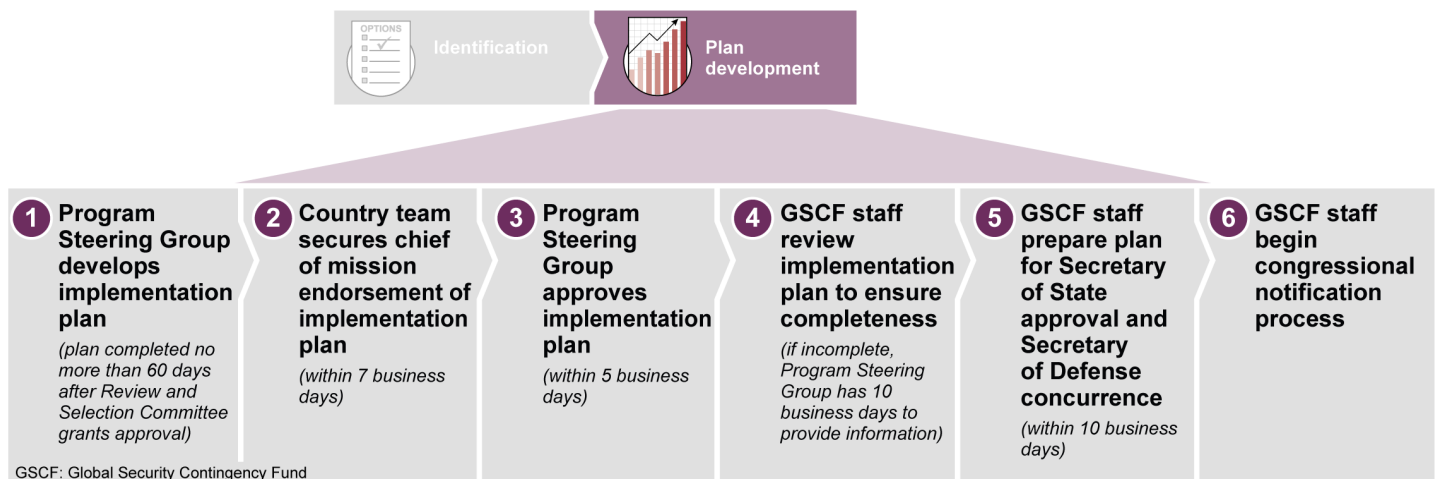 OPTIONS
Identification
Plan
development
1
Program
Steering Group
develops
implementation
plan
(plan completed no
more than 60 days
after Review and
Selection Committee
grants approval)
2
Country team
secures chief
of mission
endorsement of
implementation
plan
(within 7 business
days)
3
Program
Steering
Group
approves
implementation
plan
(within 5 business
days)
4
GSCF staff
review
implementation
plan to ensure
completeness
(if incomplete,
Program Steering
Group has 10
business days to
provide information)
5
GSCF staff
prepare plan
for Secretary
of State
approval and
Secretary
of Defense
concurrence
(within 10 business
days)
6
GSCF staff
begin
congressional
notification
process
GSCF: Global Security Contingency Fund